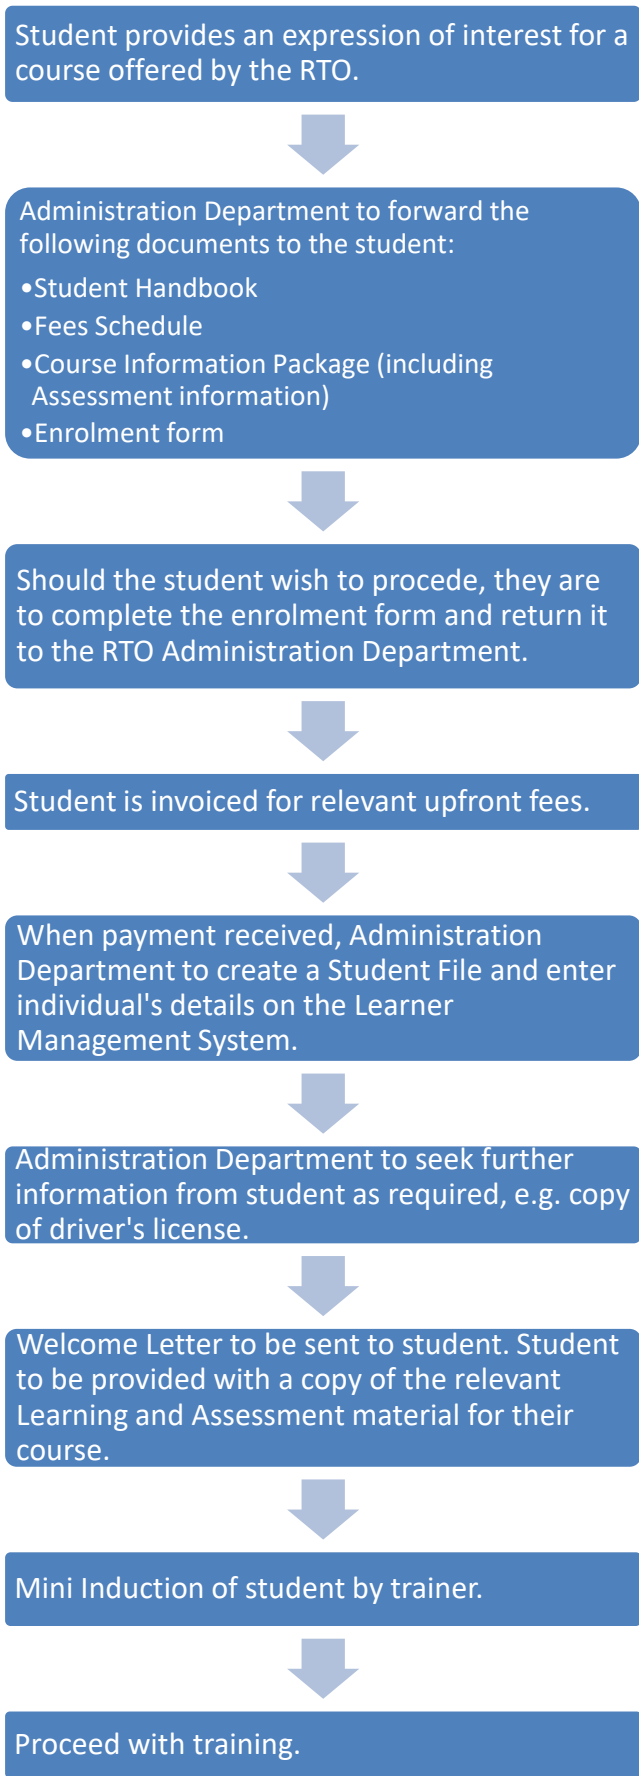 Student provides an expression of interest for a
course offered by the RTO.
Administration Department to forward the
following documents to the student:
•Student Handbook
•Fees Schedule
•Course Information Package (including
Assessment information)
•Enrolment form
Should the student wish to procede, they are
to complete the enrolment form and return it
to the RTO Administration Department.
Student is invoiced for relevant upfront fees.
When payment received, Administration
Department to create a Student File and enter
individual's details on the Learner
Management System.
Administration Department to seek further
information from student as required, e.g. copy
of driver's license.
Welcome Letter to be sent to student. Student
to be provided with a copy of the relevant
Learning and Assessment material for their
course.
Mini Induction of student by trainer.
Proceed with training.